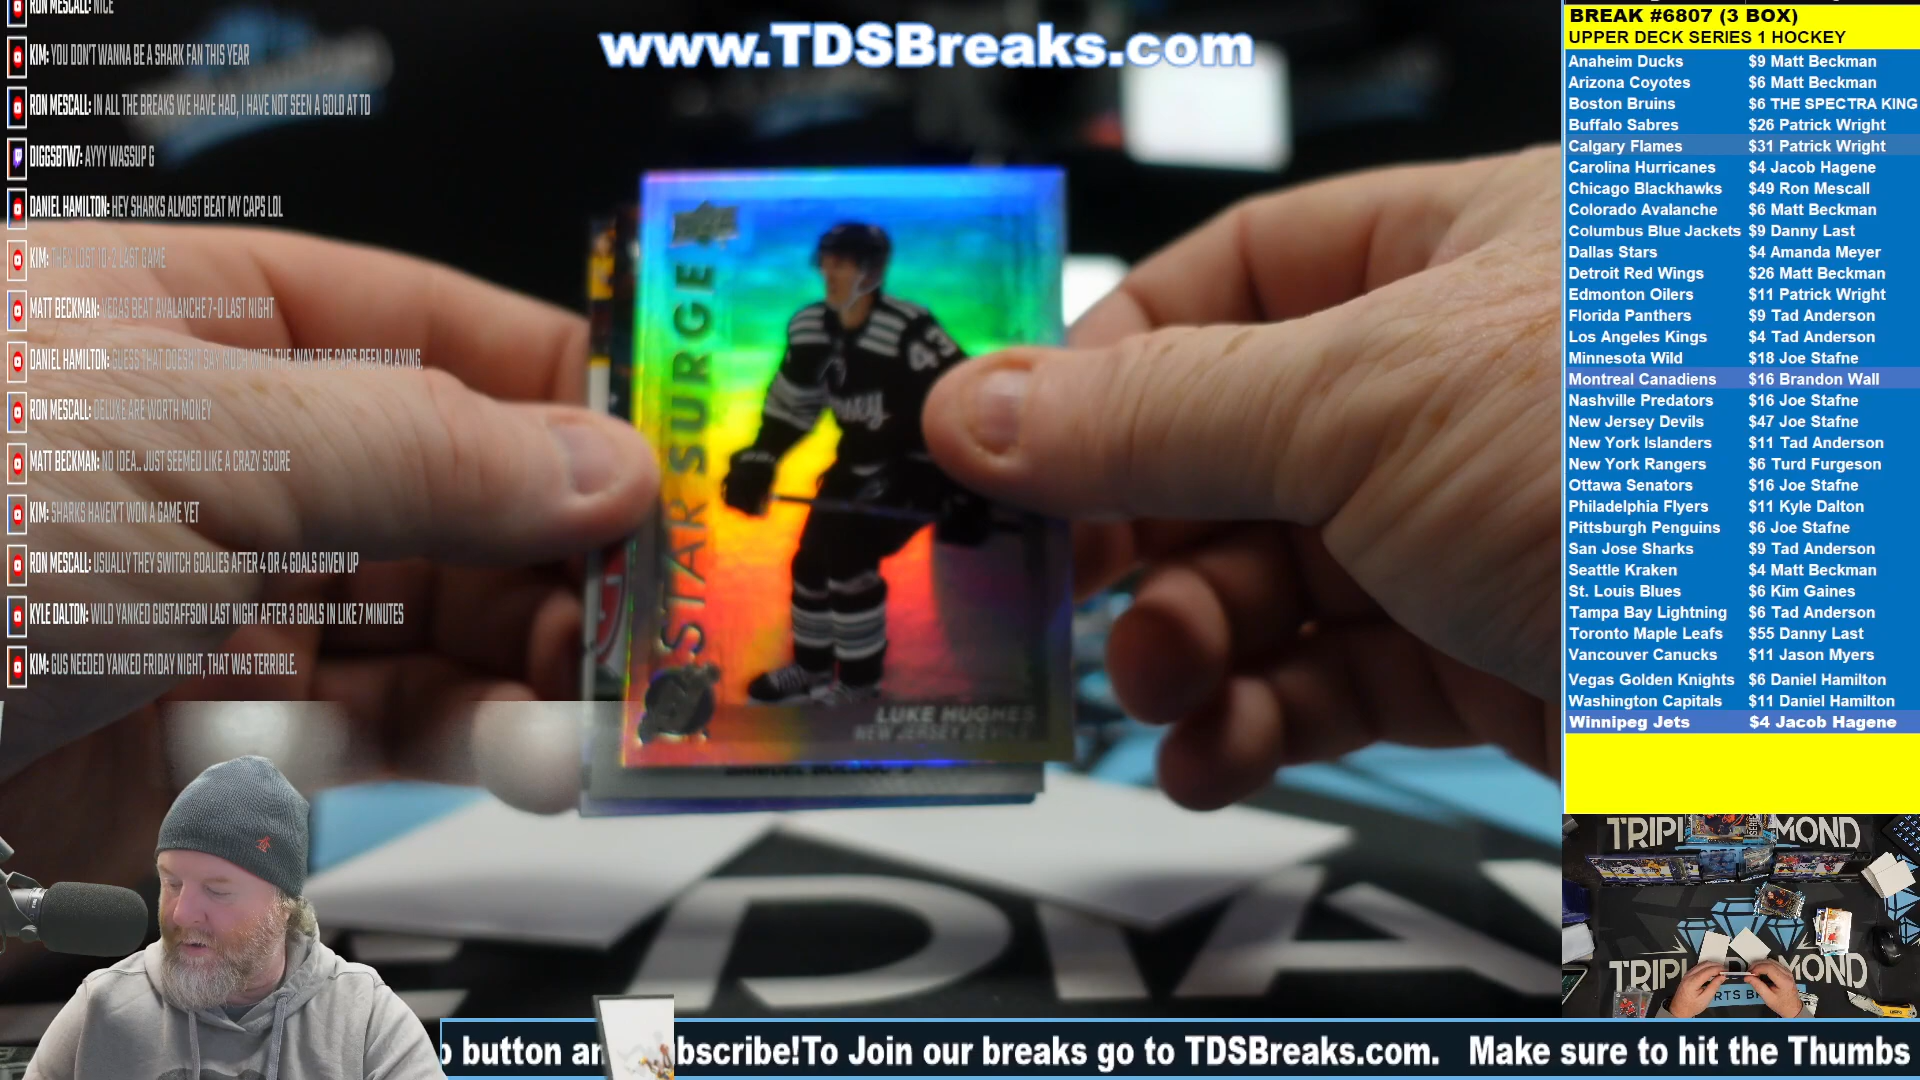 RON MESCALL: NICE
KIM: YOU DON'T WANNA BE A SHARK FAN THIS YEAR
RON MESCALL: IN ALL THE BREAKS WE HAVE HAD, I HAVE NOT SEEN A GOLD AT TD
DIGGSBTW7: AYYY WASSUP G
DANIEL HAMILTON: HEY SHARKS ALMOST BEAT MY CAPS LOL
KIM: THEY LOST 10-2 LAST GAME
MATT BECKMAN: VEGAS BEAT AVALANCHE 7-0 LAST NIGHT
DANIEL HAMILTON: GUESS THAT DOESN'T SAY MUCH WITH THE WAY THE CAPS BEEN PLAYING.
RON MESCALL: DELUXE ARE WORTH MONEY
MATT BECKMAN: NO IDEA.. JUST SEEMED LIKE A CRAZY SCORE
KIM: SHARKS HAVEN'T WON A GAME YET
RON MESCALL: USUALLY THEY SWITCH GOALIES AFTER 4 OR 4 GOALS GIVEN UP
KYLE DALTON: WILD YANKED GUSTAFFSON LAST NIGHT AFTER 3 GOALS IN LIKE 7 MINUTES
KIM: GUS NEEDED YANKED FRIDAY NIGHT, THAT WAS TERRIBLE.
www.TDSBreaks.com
STAR SURGE
43
LUKE HUGHES
NEW JERSEY DEVILS
BREAK #6807 (3 BOX)
UPPER DECK SERIES 1 HOCKEY
Anaheim Ducks $9 Matt Beckman
Arizona Coyotes $6 Matt Beckman
Boston Bruins $6 THE SPECTRA KING
Buffalo Sabres $26 Patrick Wright
Calgary Flames $31 Patrick Wright
Carolina Hurricanes $4 Jacob Hagene
Chicago Blackhawks $49 Ron Mescall
Colorado Avalanche $6 Matt Beckman
Columbus Blue Jackets $9 Danny Last
Dallas Stars $4 Amanda Meyer
Detroit Red Wings $26 Matt Beckman
Edmonton Oilers $11 Patrick Wright
Florida Panthers $9 Tad Anderson
Los Angeles Kings $4 Tad Anderson
Minnesota Wild $18 Joe Stafne
Montreal Canadiens $16 Brandon Wall
Nashville Predators $16 Joe Stafne
New Jersey Devils $47 Joe Stafne
New York Islanders $11 Tad Anderson
New York Rangers $6 Turd Furgeson
Ottawa Senators $16 Joe Stafne
Philadelphia Flyers $11 Kyle Dalton
Pittsburgh Penguins $6 Joe Stafne
San Jose Sharks $9 Tad Anderson
Seattle Kraken $4 Matt Beckman
St. Louis Blues $6 Kim Gaines
Tampa Bay Lightning $6 Tad Anderson
Toronto Maple Leafs $55 Danny Last
Vancouver Canucks $11 Jason Myers
Vegas Golden Knights $6 Daniel Hamilton
Washington Capitals $11 Daniel Hamilton
Winnipeg Jets $4 Jacob Hagene
button an bscribe!To Join our breaks go to TDSBreaks.com. Make sure to hit the Thumbs